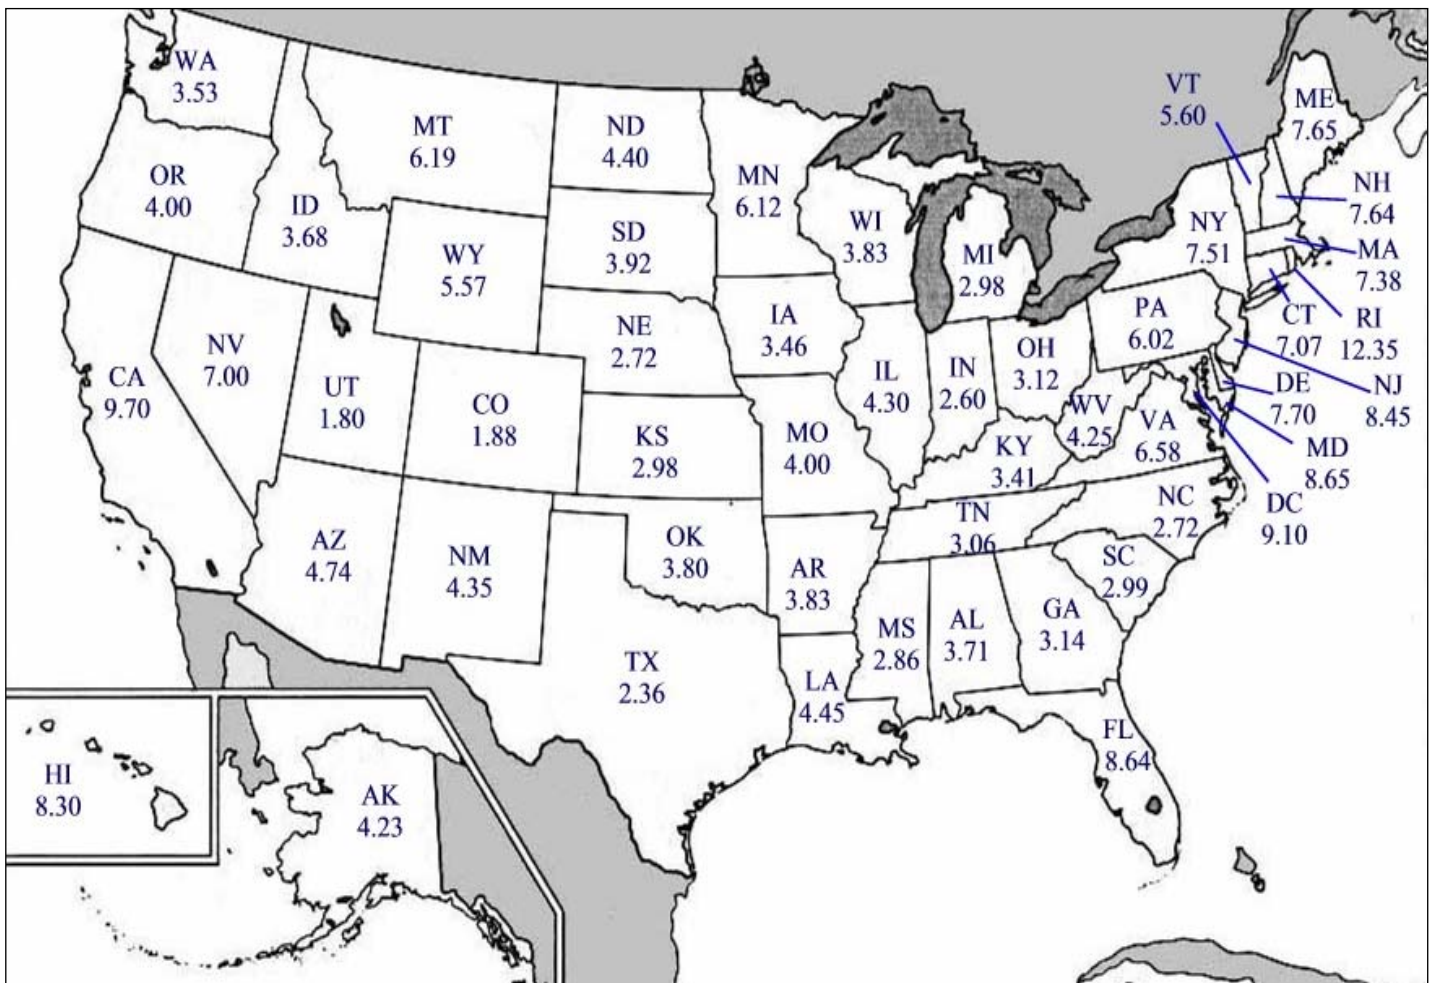 WA
3.53
OR
4.00
ID
3.68
MT
6.19
ND
4.40
MN
6.12
SD
3.92
WY
5.57
WI
3.83
MI
2.98
VT
5.60
ME
7.65
NH
7.64
NY
7.51
MA
7.38
RI
12.35
CT
7.07
NJ
8.45
PA
6.02
DE
7.70
MD
8.65
DC
9.10
CA
9.70
NV
7.00
UT
1.80
CO
1.88
NE
2.72
IA
3.46
KS
2.98
MO
4.00
IL
4.30
IN
2.60
OH
3.12
WV
4.25
VA
6.58
KY
3.41
NC
2.72
TN
3.06
SC
2.99
AZ
4.74
NM
4.35
OK
3.80
AR
3.83
MS
2.86
AL
3.71
GA
3.14
TX
2.36
LA
4.45
FL
8.64
HI
8.30
AK
4.23